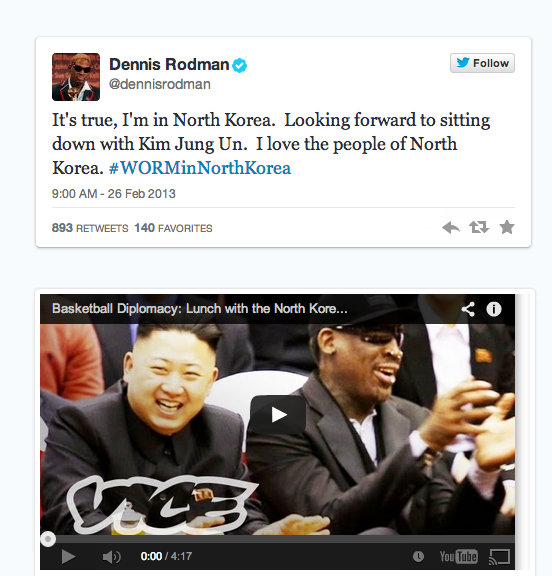 Dennis Rodman
@dennisrodman
Follow
It's true, I'm in North Korea.  Looking forward to sitting
down with Kim Jung Un.  I love the people of North
Korea. #WORMinNorthKorea
9:00 AM - 26 Feb 2013
893 RETWEETS 140 FAVORITES
Basketball Diplomacy: Lunch with the North Kore...
VICE
0:00 / 4:17
YouTube